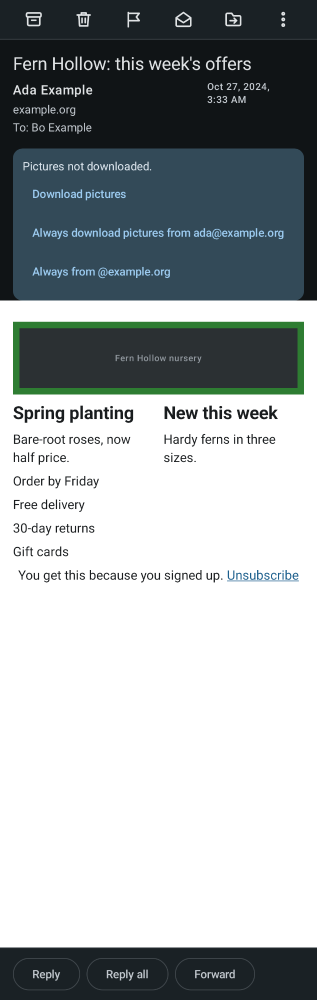 Fern Hollow: this week's offers
Ada Example
Oct 27, 2024,
3:33 AM
example.org
To: Bo Example
Pictures not downloaded.
Download pictures
Always download pictures from ada@example.org
Always from @example.org
Fern Hollow nursery
Spring planting
Bare-root roses, now
half price.
New this week
Hardy ferns in three
sizes.
Order by Friday
Free delivery
30-day returns
Gift cards
You get this because you signed up. Unsubscribe
Reply
Reply all
Forward